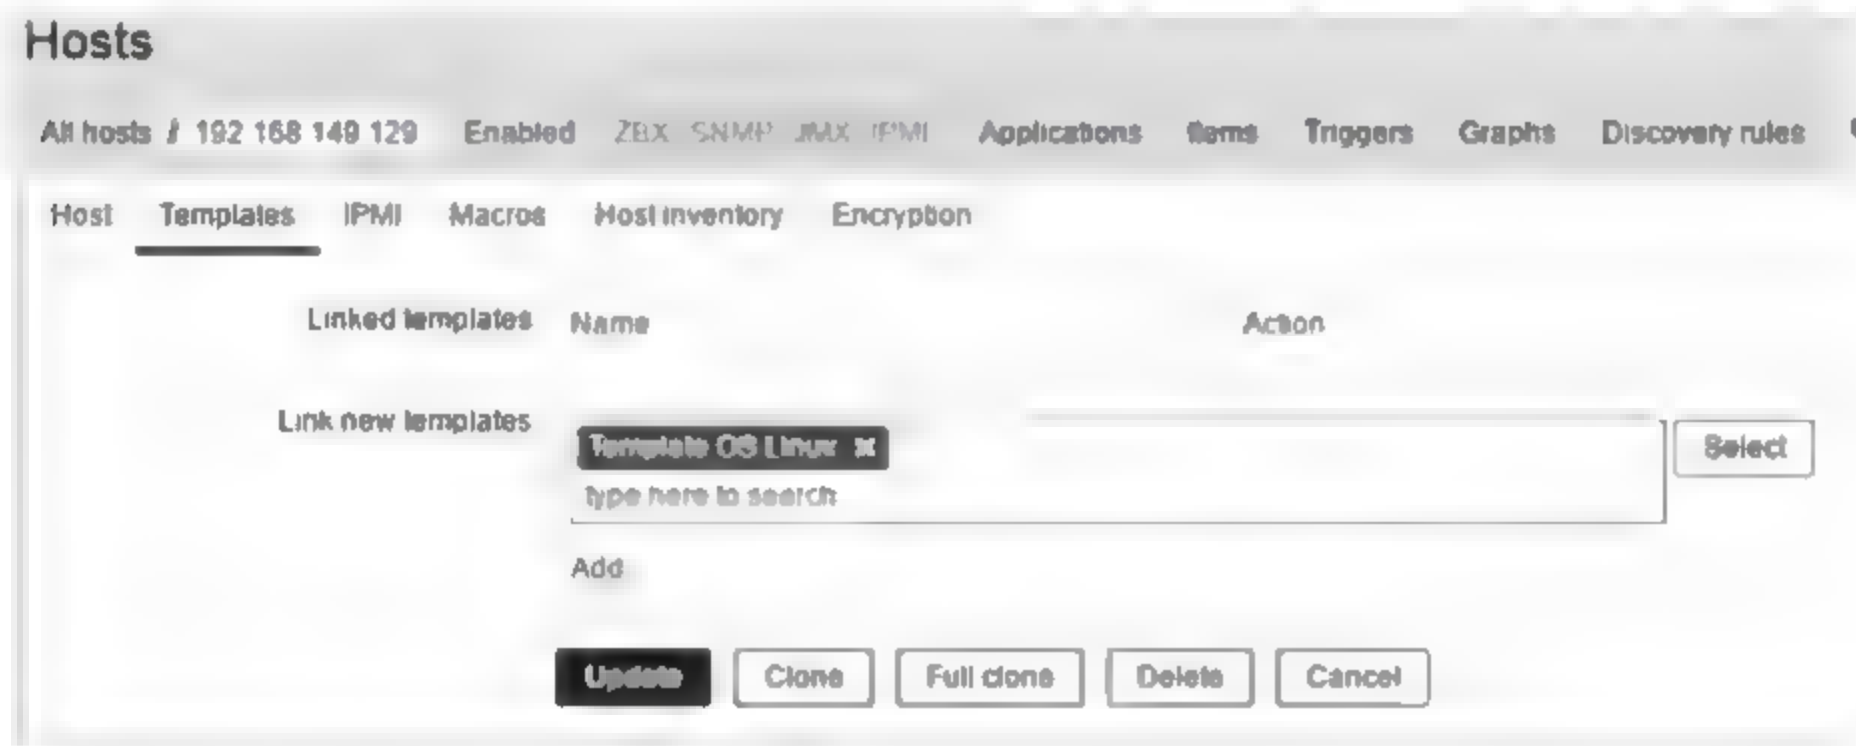 Hosts
All hosts / 192 168 149 129 Enabled ZBX SNMP JMX IPMI Applications Items Triggers Graphs Discovery rules
Host Templates IPMI Macros Host inventory Encryption
Linked templates Name Action
Link new templates
Template OS Linux ✖ Select
type here to search
Add
Update Clone Full clone Delete Cancel